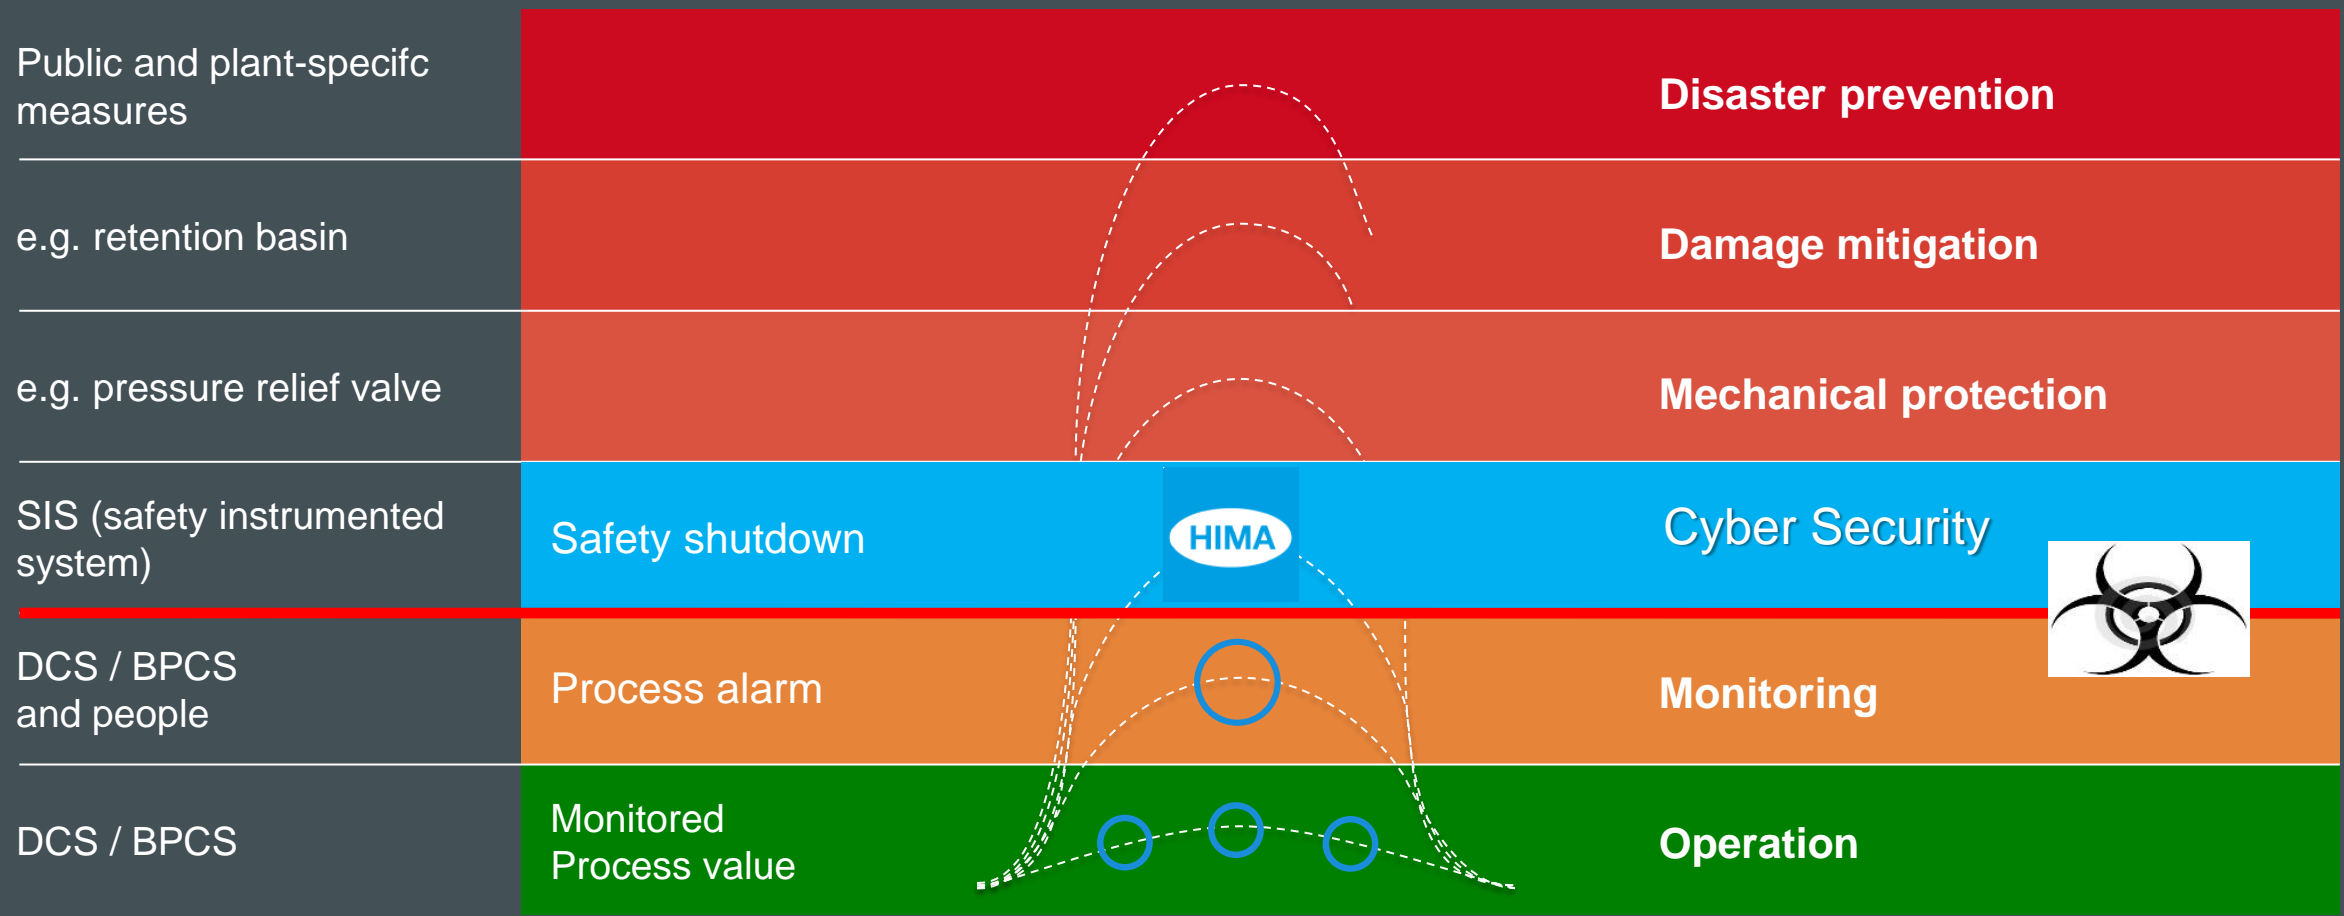 Public and plant-specifc
measures
Disaster prevention
e.g. retention basin
Damage mitigation
e.g. pressure relief valve
Mechanical protection
SIS (safety instrumented
system)
Safety shutdown
HIMA
Cyber Security
DCS / BPCS
and people
Process alarm
Monitoring
DCS / BPCS
Monitored
Process value
Operation